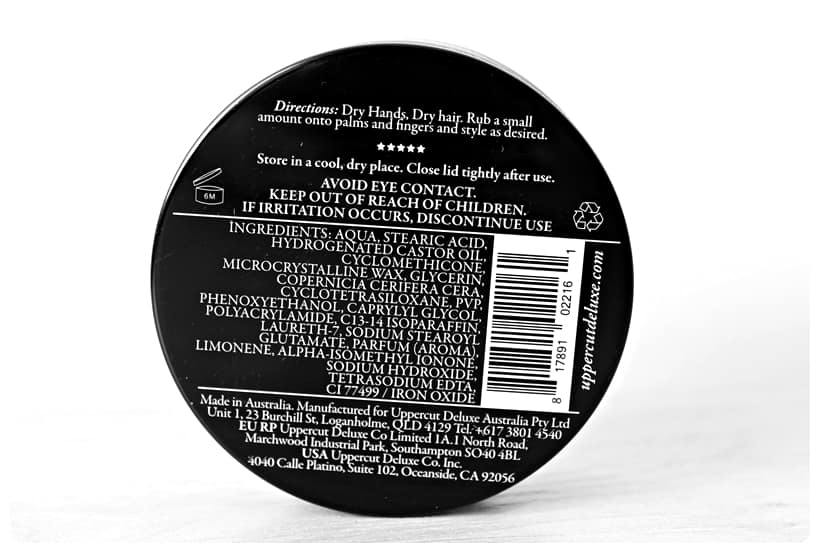 Directions: Dry Hands, Dry hair. Rub a small
amount onto palms and fingers and style as desired.
Store in a cool, dry place. Close lid tightly after use.
AVOID EYE CONTACT.
KEEP OUT OF REACH OF CHILDREN.
IF IRRITATION OCCURS, DISCONTINUE USE
6M
INGREDIENTS: AQUA, STEARIC ACID,
HYDROGENATED CASTOR OIL,
CYCLOMETHICONE,
MICROCRYSTALLINE WAX, GLYCERIN,
COPERNICIA CERIFERA CERA,
CYCLOTETRASILOXANE, PVP,
PHENOXYETHANOL, CAPRYLYL GLYCOL,
POLYACRYLAMIDE, C13-14 ISOPARAFFIN,
LAURETH-7, SODIUM STEAROYL
GLUTAMATE, PARFUM (AROMA),
LIMONENE, ALPHA-ISOMETHYL IONONE,
SODIUM HYDROXIDE,
TETRASODIUM EDTA,
CI 77499 / IRON OXIDE
8 17891 02216 1
uppercutdeluxe.com
Made in Australia. Manufactured for Uppercut Deluxe Australia Pty Ltd
Unit 1, 23 Burchill St, Loganholme, QLD 4129 Tel: +617 3801 4540
EU RP Uppercut Deluxe Co Limited 1A.1 North Road,
Marchwood Industrial Park, Southampton SO40 4BL
USA Uppercut Deluxe Co. Inc.
4040 Calle Platino, Suite 102, Oceanside, CA 92056